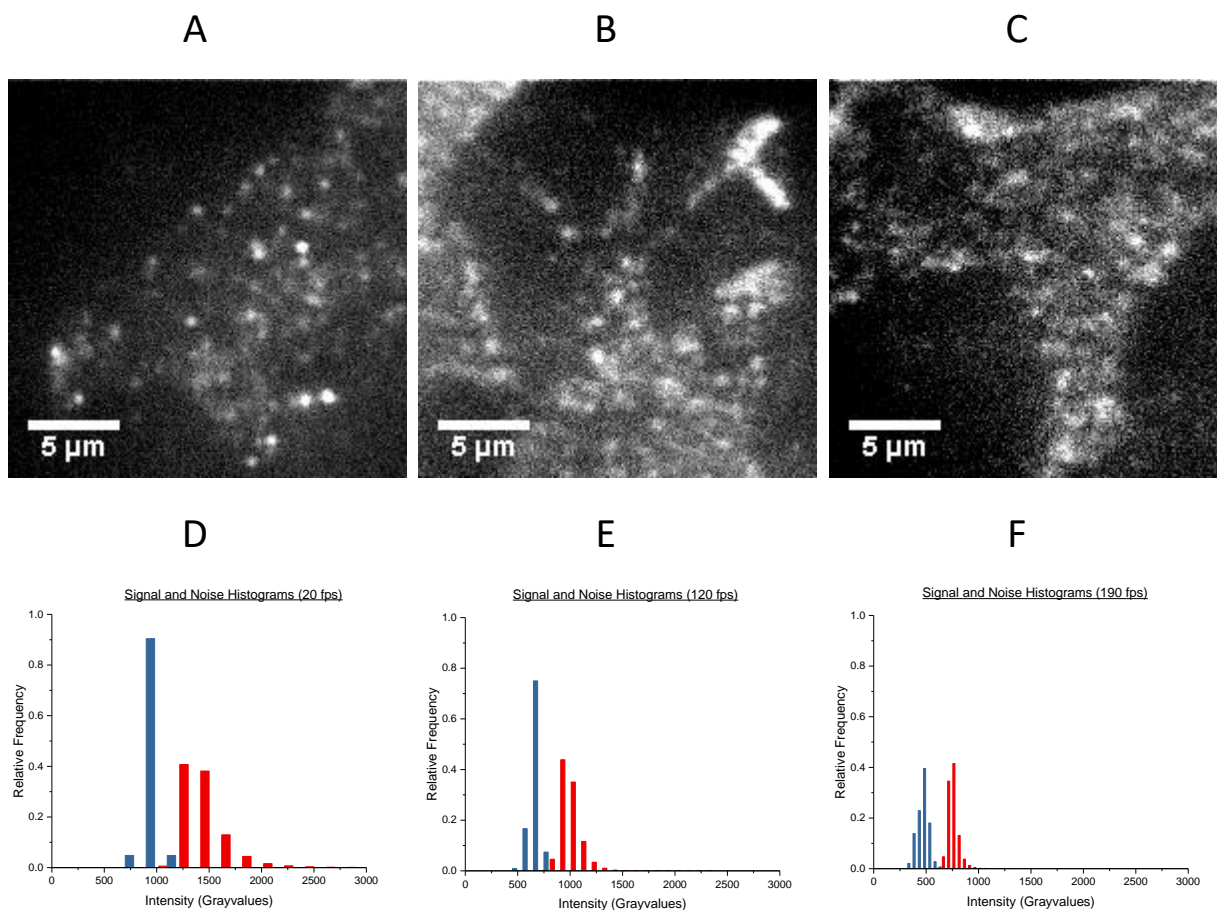 A B C
5 µm 5 µm 5 µm
D E F
Signal and Noise Histograms (20 fps)
1.0
0.8
0.6
0.4
0.2
0.0
Relative Frequency
0 500 1000 1500 2000 2500 3000
Intensity (Grayvalues)
Signal and Noise Histograms (120 fps)
1.0
0.8
0.6
0.4
0.2
0.0
Relative Frequency
0 500 1000 1500 2000 2500 3000
Intensity (Grayvalues)
Signal and Noise Histograms (190 fps)
1.0
0.8
0.6
0.4
0.2
0.0
Relative Frequency
0 500 1000 1500 2000 2500 3000
Intensity (Grayvalues)